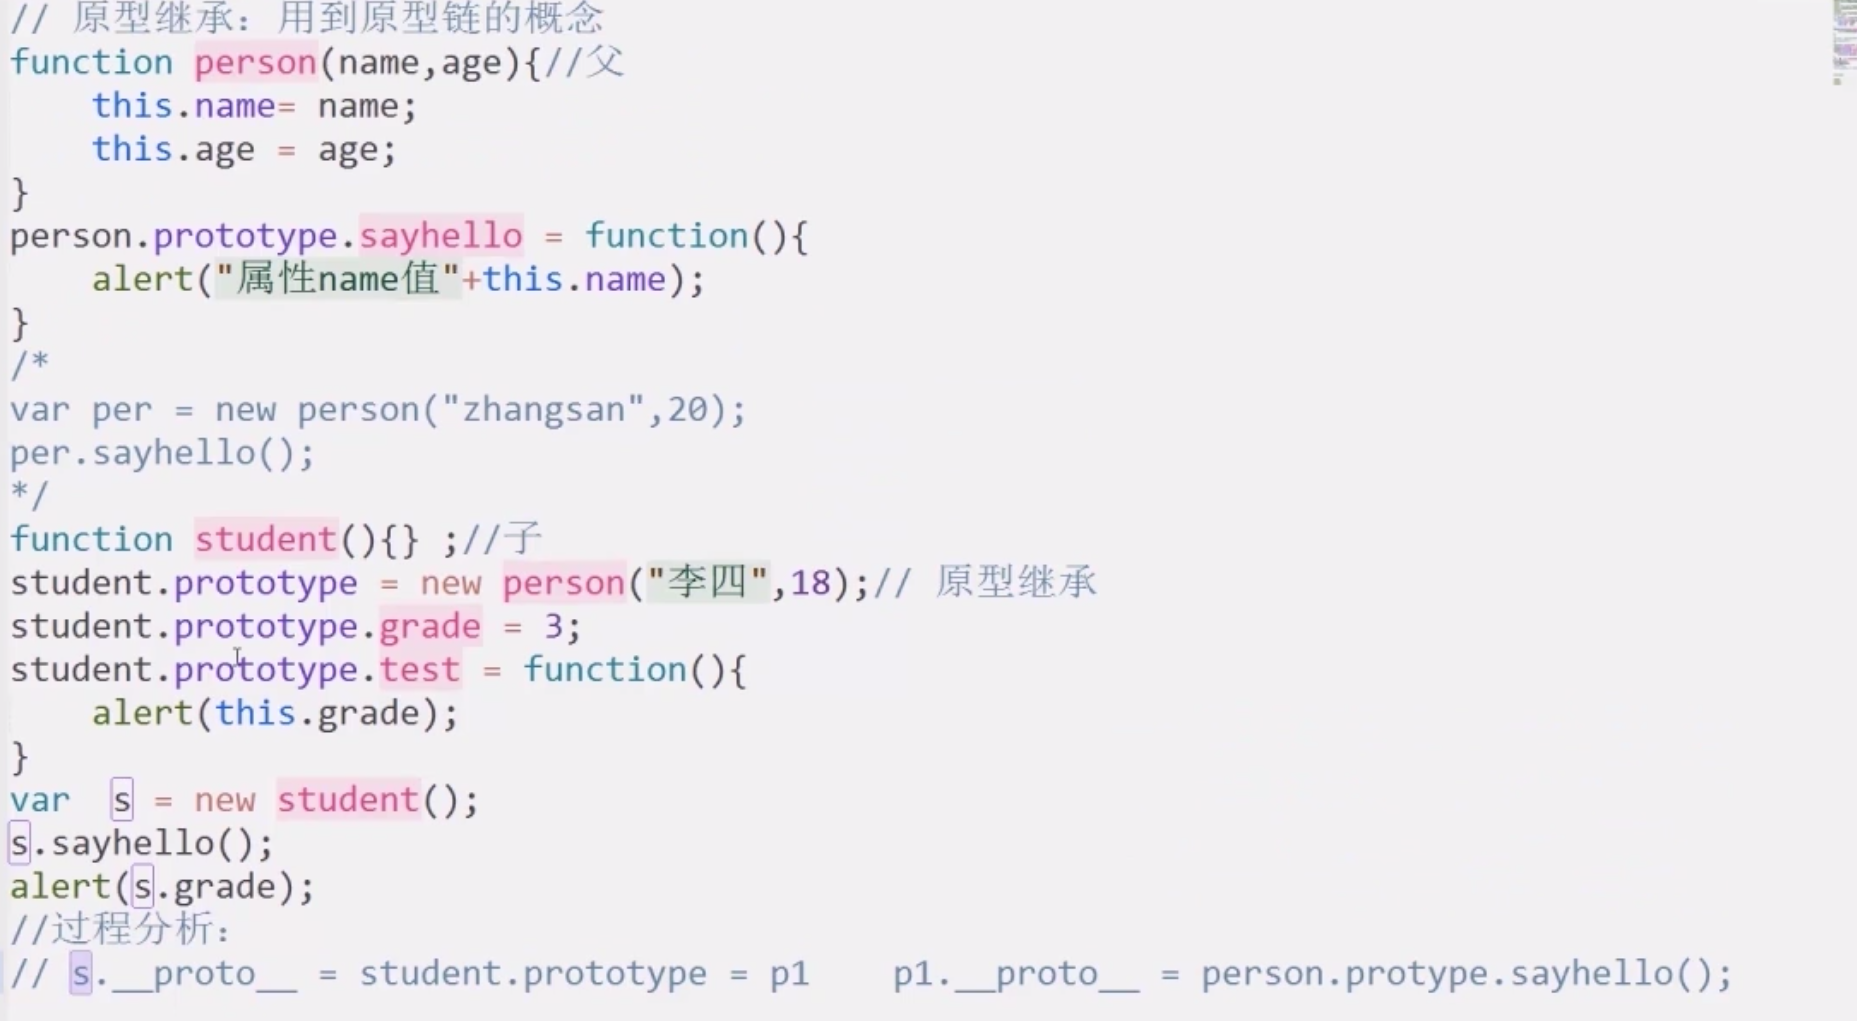 // 原型继承：用到原型链的概念
function person(name,age){//父
    this.name= name;
    this.age = age;
}
person.prototype.sayhello = function(){
    alert("属性name值"+this.name);
}
/*
var per = new person("zhangsan",20);
per.sayhello();
*/
function student(){} ;//子
student.prototype = new person("李四",18);// 原型继承
student.prototype.grade = 3;
student.prototype.test = function(){
    alert(this.grade);
}
var  s = new student();
s.sayhello();
alert(s.grade);
//过程分析：
// s.__proto__ = student.prototype = p1    p1.__proto__ = person.protype.sayhello();